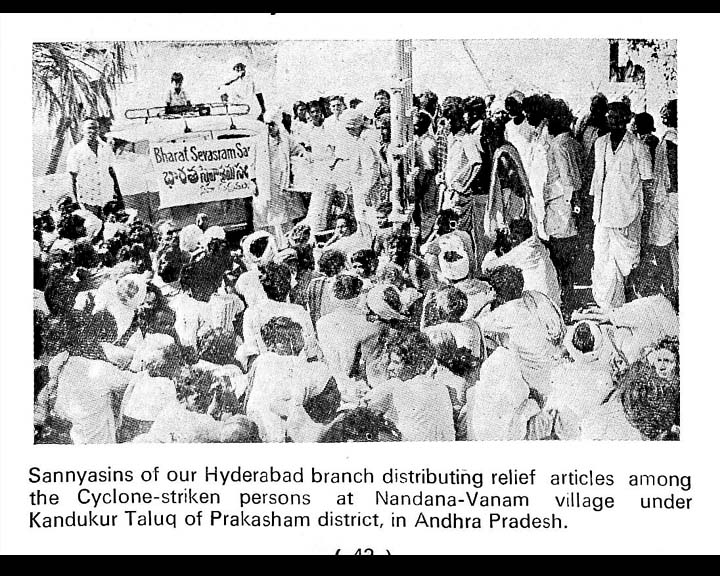 Bharat Sevasram Sa
Sannyasins of our Hyderabad branch distributing relief articles among
the Cyclone-striken persons at Nandana-Vanam village under
Kandukur Taluq of Prakasham district, in Andhra Pradesh.
( 42 )